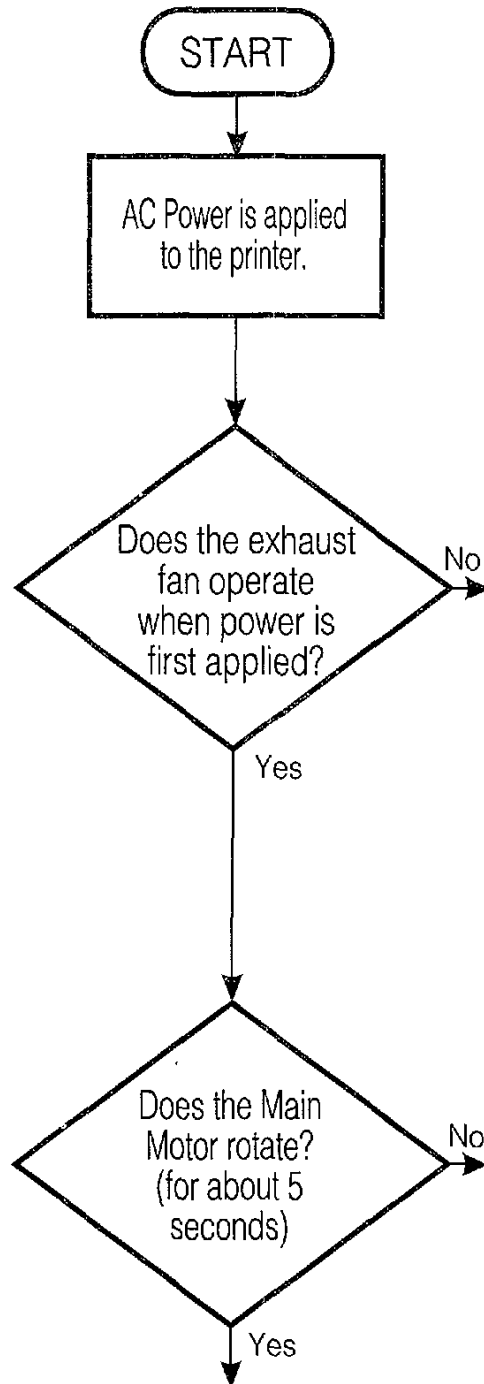 START
AC Power is applied
to the printer.
Does the exhaust
fan operate
when power is
first applied?
No
Yes
Does the Main
Motor rotate?
(for about 5
seconds)
No
Yes